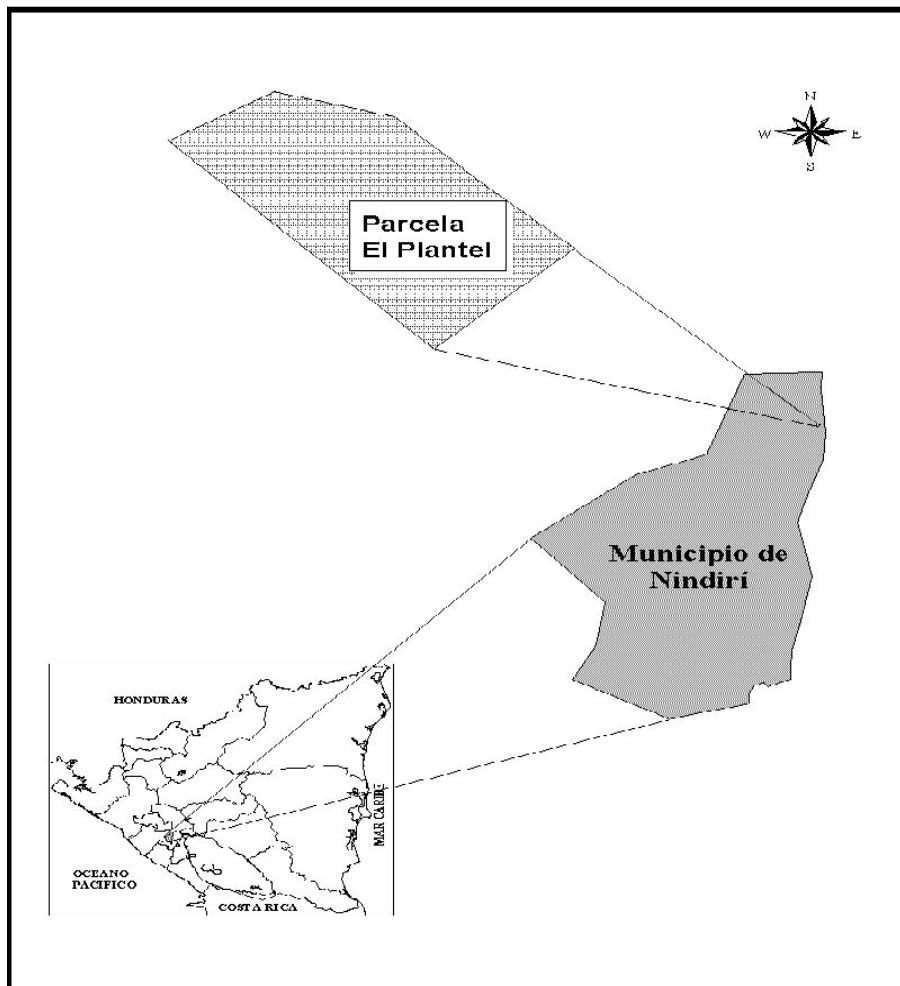 N
W E
S
Parcela
El Plantel
Municipio de
Nindirí
HONDURAS
MAR CARIBE
OCEANO
PACIFICO
COSTA RICA